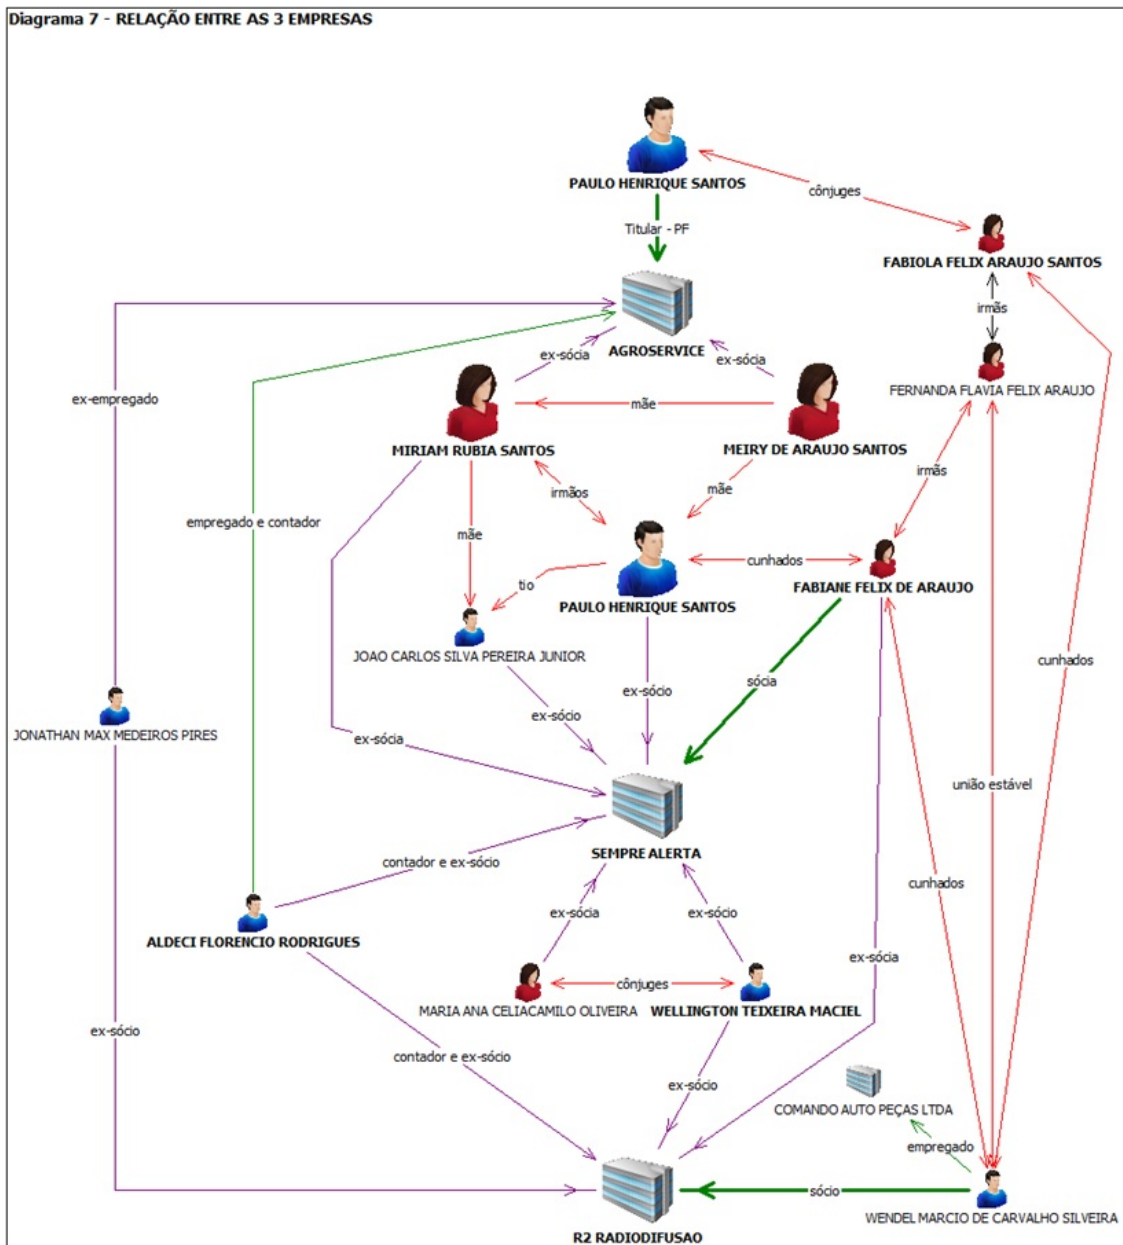 Diagrama 7 - RELAÇÃO ENTRE AS 3 EMPRESAS
PAULO HENRIQUE SANTOS
cônjuges
Titular - PF
FABIOLA FELIX ARAUJO SANTOS
irmãs
AGROSERVICE
ex-sócia
ex-sócia
FERNANDA FLAVIA FELIX ARAUJO
ex-empregado
mãe
MIRIAM RUBIA SANTOS
MEIRY DE ARAUJO SANTOS
irmãs
irmãos
mãe
empregado e contador
mãe
cunhados
tio
FABIANE FELIX DE ARAUJO
PAULO HENRIQUE SANTOS
JOAO CARLOS SILVA PEREIRA JUNIOR
cunhados
sócia
ex-sócio
ex-sócio
JONATHAN MAX MEDEIROS PIRES
ex-sócia
união estável
SEMPRE ALERTA
contador e ex-sócio
cunhados
ex-sócia
ex-sócio
ALDECI FLORENCIO RODRIGUES
ex-sócia
cônjuges
MARIA ANA CELIACAMILO OLIVEIRA
WELLINGTON TEIXEIRA MACIEL
ex-sócio
contador e ex-sócio
ex-sócio
COMANDO AUTO PEÇAS LTDA
empregado
sócio
WENDEL MARCIO DE CARVALHO SILVEIRA
R2 RADIODIFUSAO